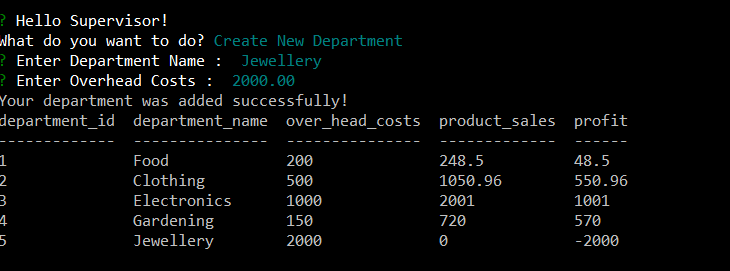 ? Hello Supervisor!
What do you want to do? Create New Department
? Enter Department Name :  Jewellery
? Enter Overhead Costs :  2000.00
Your department was added successfully!
department_id  department_name  over_head_costs  product_sales  profit
-------------  ---------------  ---------------  -------------  ------
1              Food             200              248.5          48.5
2              Clothing         500              1050.96        550.96
3              Electronics      1000             2001           1001
4              Gardening        150              720            570
5              Jewellery        2000             0              -2000